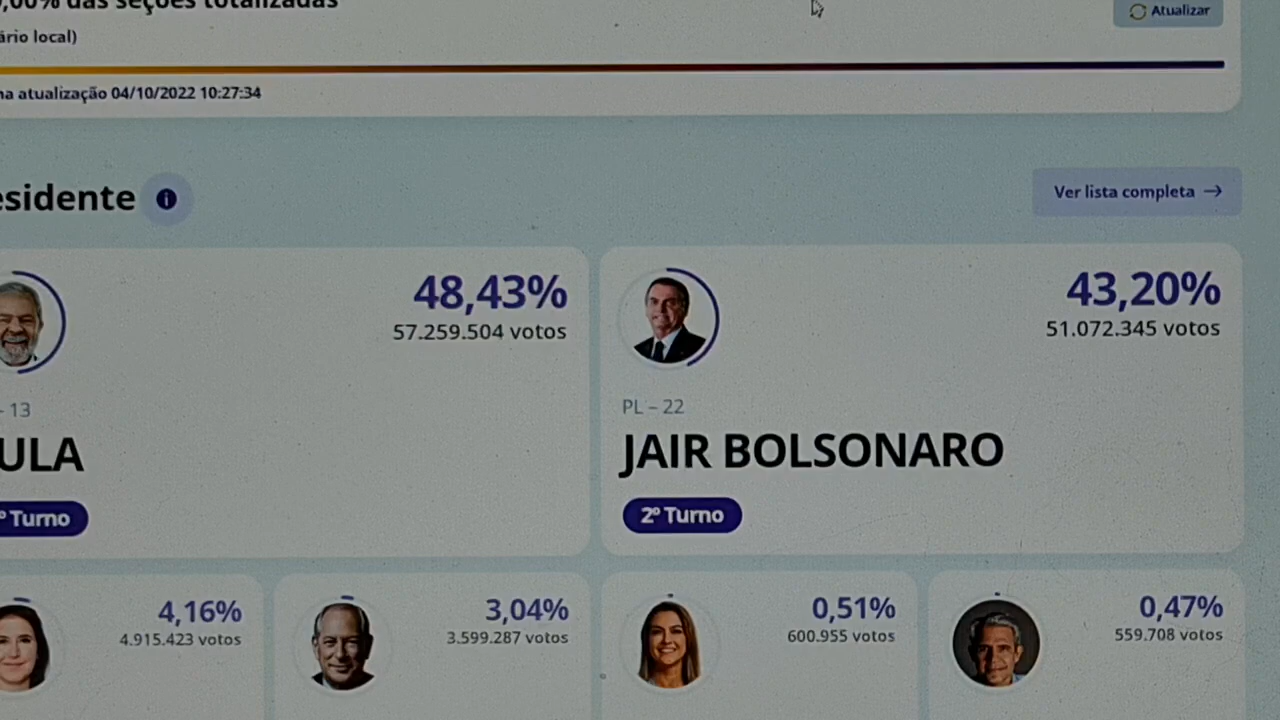 ,00% das seções totalizadas
Atualizar
ário local)
na atualização 04/10/2022 10:27:34
esidente
Ver lista completa →
48,43%
57.259.504 votos
- 13
ULA
º Turno
43,20%
51.072.345 votos
PL – 22
JAIR BOLSONARO
2º Turno
4,16%
4.915.423 votos
3,04%
3.599.287 votos
0,51%
600.955 votos
0,47%
559.708 votos